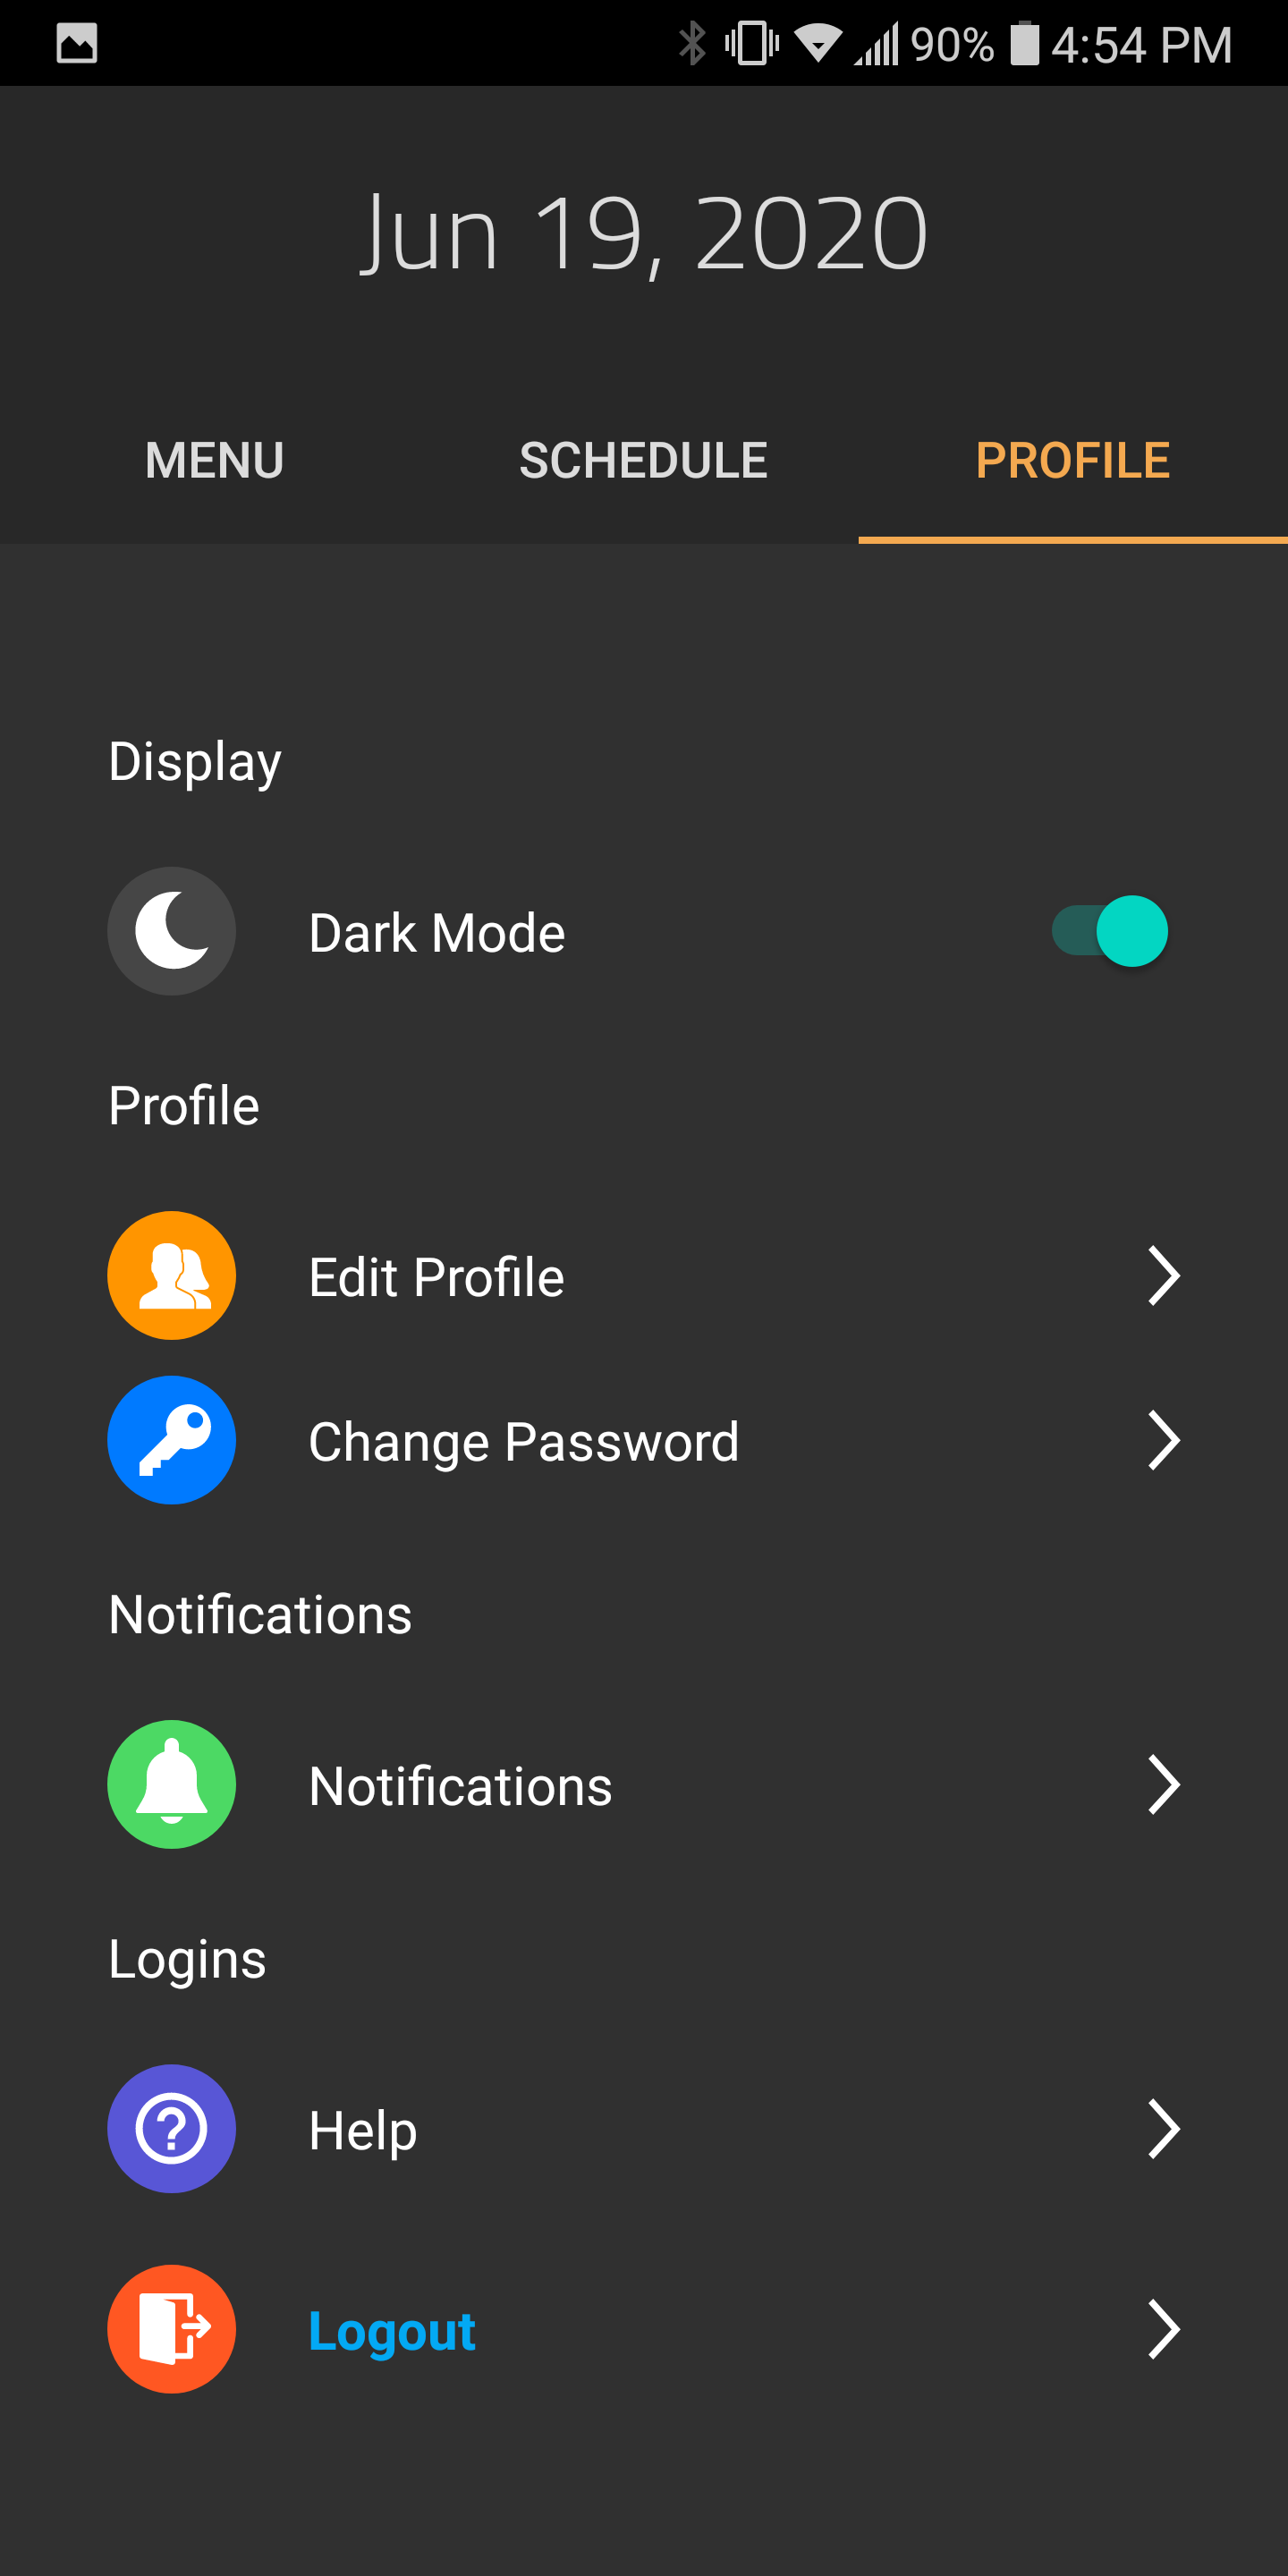 90% 4:54 PM
Jun 19, 2020
MENU SCHEDULE PROFILE
Display
Dark Mode
Profile
Edit Profile
Change Password
Notifications
Notifications
Logins
Help
Logout